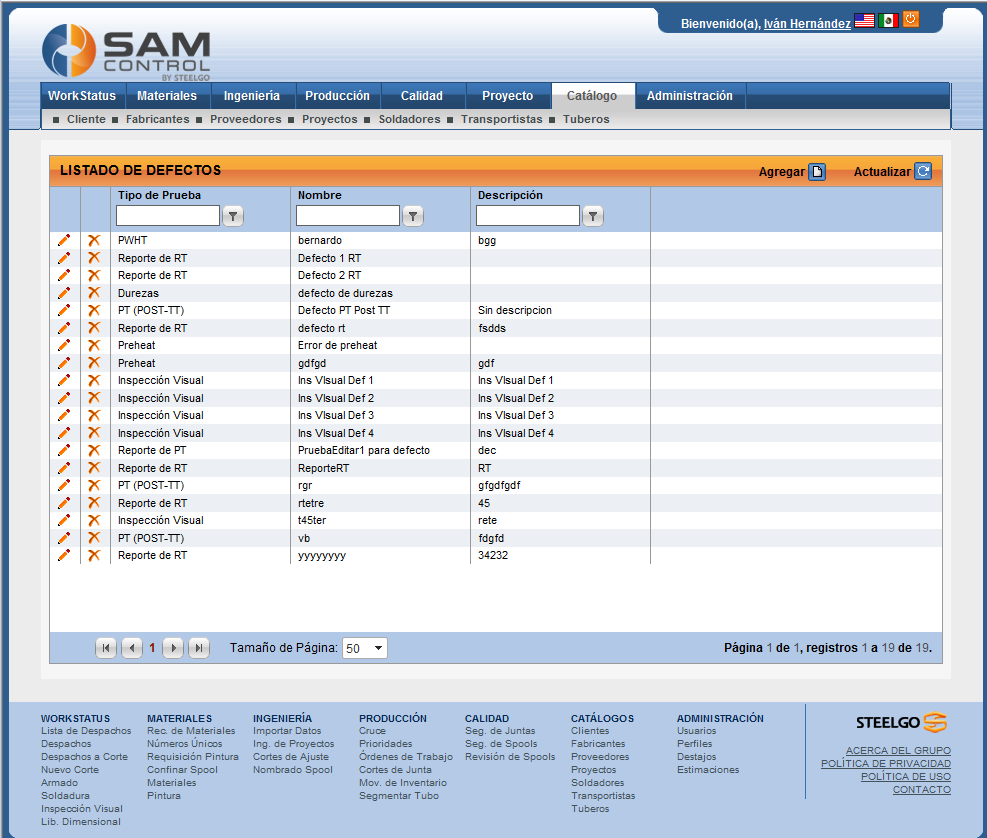 Bienvenido(a), Iván Hernández
SAM
CONTROL
BY STEELGO
WorkStatus Materiales Ingeniería Producción Calidad Proyecto Catálogo Administración
Cliente Fabricantes Proveedores Proyectos Soldadores Transportistas Tuberos
LISTADO DE DEFECTOS Agregar Actualizar
Tipo de Prueba Nombre Descripción
PWHT bernardo bgg
Reporte de RT Defecto 1 RT
Reporte de RT Defecto 2 RT
Durezas defecto de durezas
PT (POST-TT) Defecto PT Post TT Sin descripcion
Reporte de RT defecto rt fsdds
Preheat Error de preheat
Preheat gdfgd gdf
Inspección Visual Ins VIsual Def 1 Ins VIsual Def 1
Inspección Visual Ins VIsual Def 2 Ins VIsual Def 2
Inspección Visual Ins VIsual Def 3 Ins VIsual Def 3
Inspección Visual Ins VIsual Def 4 Ins VIsual Def 4
Reporte de PT PruebaEditar1 para defecto dec
Reporte de RT ReporteRT RT
PT (POST-TT) rgr gfgdfgdf
Reporte de RT rtetre 45
Inspección Visual t45ter rete
PT (POST-TT) vb fdgfd
Reporte de RT yyyyyyyy 34232
1 Tamaño de Página: 50 Página 1 de 1, registros 1 a 19 de 19.
WORKSTATUS
Lista de Despachos
Despachos
Despachos a Corte
Nuevo Corte
Armado
Soldadura
Inspección Visual
Lib. Dimensional
MATERIALES
Rec. de Materiales
Números Únicos
Requisición Pintura
Confinar Spool
Materiales
Pintura
INGENIERÍA
Importar Datos
Ing. de Proyectos
Cortes de Ajuste
Nombrado Spool
PRODUCCIÓN
Cruce
Prioridades
Órdenes de Trabajo
Cortes de Junta
Mov. de Inventario
Segmentar Tubo
CALIDAD
Seg. de Juntas
Seg. de Spools
Revisión de Spools
CATÁLOGOS
Clientes
Fabricantes
Proveedores
Proyectos
Soldadores
Transportistas
Tuberos
ADMINISTRACIÓN
Usuarios
Perfiles
Destajos
Estimaciones
STEELGO
ACERCA DEL GRUPO
POLÍTICA DE PRIVACIDAD
POLÍTICA DE USO
CONTACTO